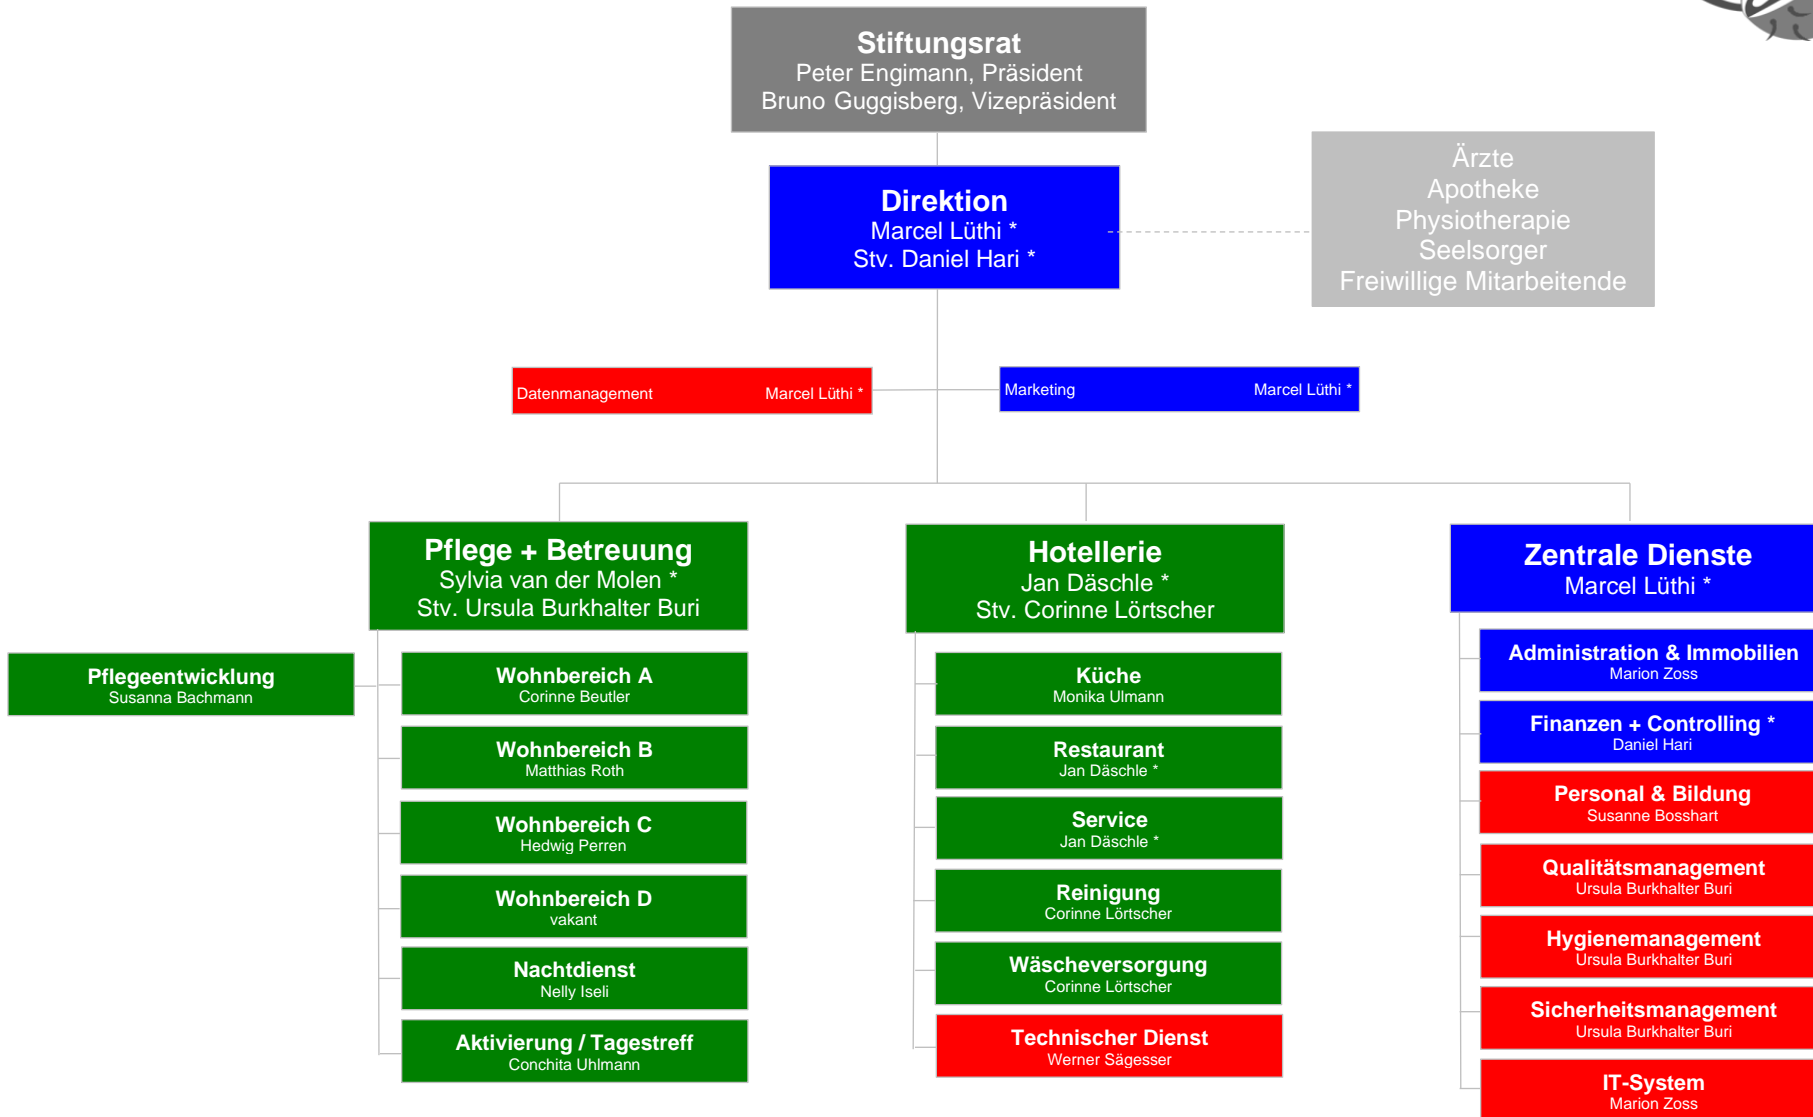 Stiftungsrat
Peter Engimann, Präsident
Bruno Guggisberg, Vizepräsident
Direktion
Marcel Lüthi *
Stv. Daniel Hari *
Ärzte
Apotheke
Physiotherapie
Seelsorger
Freiwillige Mitarbeitende
Datenmanagement Marcel Lüthi *
Marketing Marcel Lüthi *
Pflege + Betreuung
Sylvia van der Molen *
Stv. Ursula Burkhalter Buri
Pflegeentwicklung
Susanna Bachmann
Wohnbereich A
Corinne Beutler
Wohnbereich B
Matthias Roth
Wohnbereich C
Hedwig Perren
Wohnbereich D
vakant
Nachtdienst
Nelly Iseli
Aktivierung / Tagestreff
Conchita Uhlmann
Hotellerie
Jan Däschle *
Stv. Corinne Lörtscher
Küche
Monika Ulmann
Restaurant
Jan Däschle *
Service
Jan Däschle *
Reinigung
Corinne Lörtscher
Wäscheversorgung
Corinne Lörtscher
Technischer Dienst
Werner Sägesser
Zentrale Dienste
Marcel Lüthi *
Administration & Immobilien
Marion Zoss
Finanzen + Controlling *
Daniel Hari
Personal & Bildung
Susanne Bosshart
Qualitätsmanagement
Ursula Burkhalter Buri
Hygienemanagement
Ursula Burkhalter Buri
Sicherheitsmanagement
Ursula Burkhalter Buri
IT-System
Marion Zoss